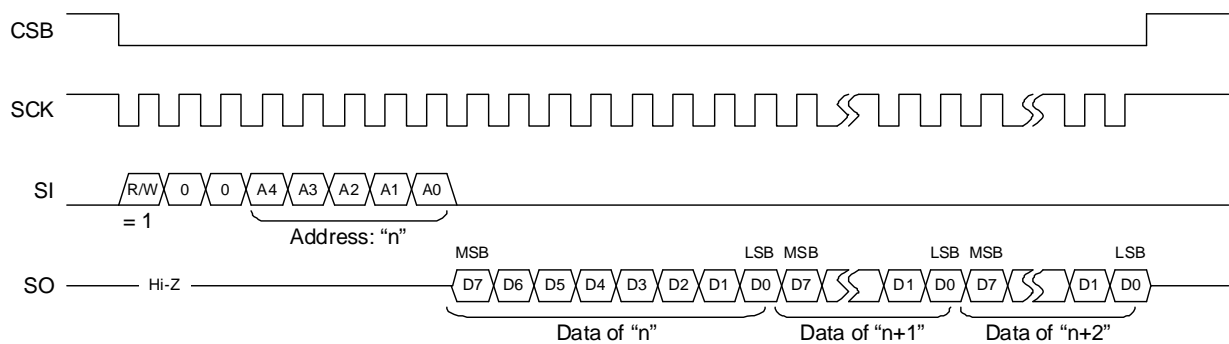 CSB
SCK
SI R/W 0 0 A4 A3 A2 A1 A0
= 1
Address: “n”
MSB LSB MSB LSB MSB LSB
SO Hi-Z D7 D6 D5 D4 D3 D2 D1 D0 D7 D1 D0 D7 D1 D0
Data of “n” Data of “n+1” Data of “n+2”